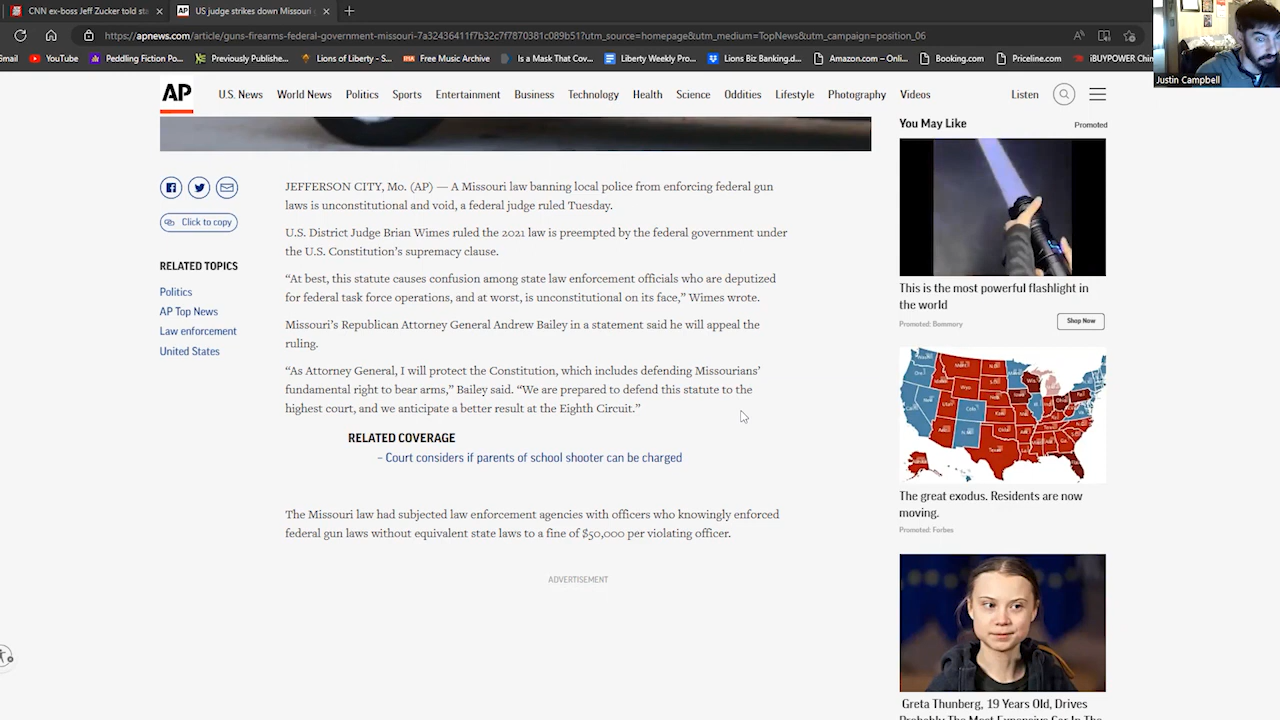 CNN ex-boss Jeff Zucker told sta
US judge strikes down Missouri g
https://apnews.com/article/guns-firearms-federal-government-missouri-7a32436411f7b32c7f7870381c089b51?utm_source=homepage&utm_medium=TopNews&utm_campaign=position_06
Gmail
YouTube
Peddling Fiction Po...
Previously Publishe...
Lions of Liberty - S...
Free Music Archive
Is a Mask That Cov...
Liberty Weekly Pro...
Lions Biz Banking.d...
Amazon.com – Onli...
Booking.com
Priceline.com
iBUYPOWER Chim
Justin Campbell
AP
U.S. News
World News
Politics
Sports
Entertainment
Business
Technology
Health
Science
Oddities
Lifestyle
Photography
Videos
Listen
Click to copy
RELATED TOPICS
Politics
AP Top News
Law enforcement
United States
JEFFERSON CITY, Mo. (AP) — A Missouri law banning local police from enforcing federal gun
laws is unconstitutional and void, a federal judge ruled Tuesday.
U.S. District Judge Brian Wimes ruled the 2021 law is preempted by the federal government under
the U.S. Constitution’s supremacy clause.
“At best, this statute causes confusion among state law enforcement officials who are deputized
for federal task force operations, and at worst, is unconstitutional on its face,” Wimes wrote.
Missouri’s Republican Attorney General Andrew Bailey in a statement said he will appeal the
ruling.
“As Attorney General, I will protect the Constitution, which includes defending Missourians’
fundamental right to bear arms,” Bailey said. “We are prepared to defend this statute to the
highest court, and we anticipate a better result at the Eighth Circuit.”
RELATED COVERAGE
– Court considers if parents of school shooter can be charged
The Missouri law had subjected law enforcement agencies with officers who knowingly enforced
federal gun laws without equivalent state laws to a fine of $50,000 per violating officer.
ADVERTISEMENT
You May Like
Promoted
This is the most powerful flashlight in
the world
Promoted: Bommory
Shop Now
The great exodus. Residents are now
moving.
Promoted: Forbes
Greta Thunberg, 19 Years Old, Drives
Probably The Most Expensive Car In The